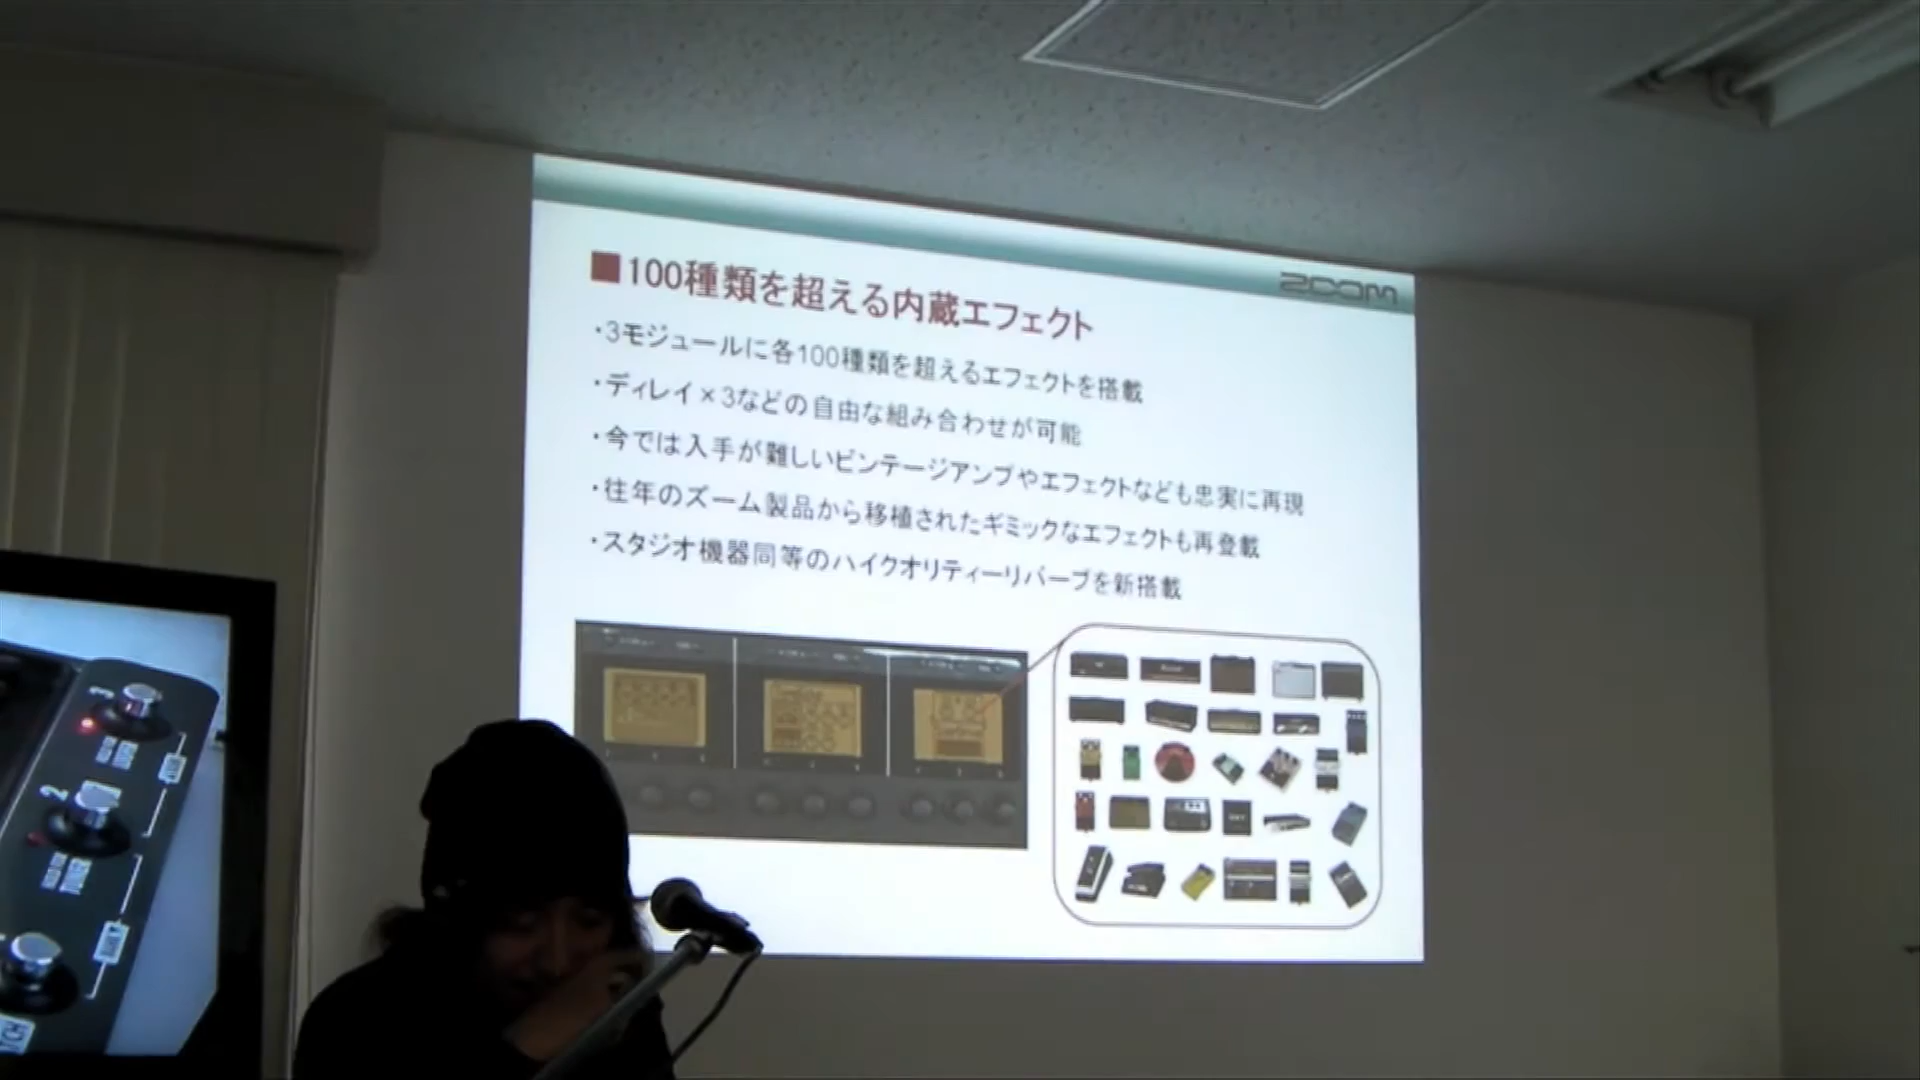 ZOOM
■100種類を超える内蔵エフェクト
・3モジュールに各100種類を超えるエフェクトを搭載
・ディレイ×3などの自由な組み合わせが可能
・今では入手が難しいビンテージアンプやエフェクトなども忠実に再現
・往年のズーム製品から移植されたギミックなエフェクトも再登載
・スタジオ機器同等のハイクオリティーリバーブを新搭載
3
2